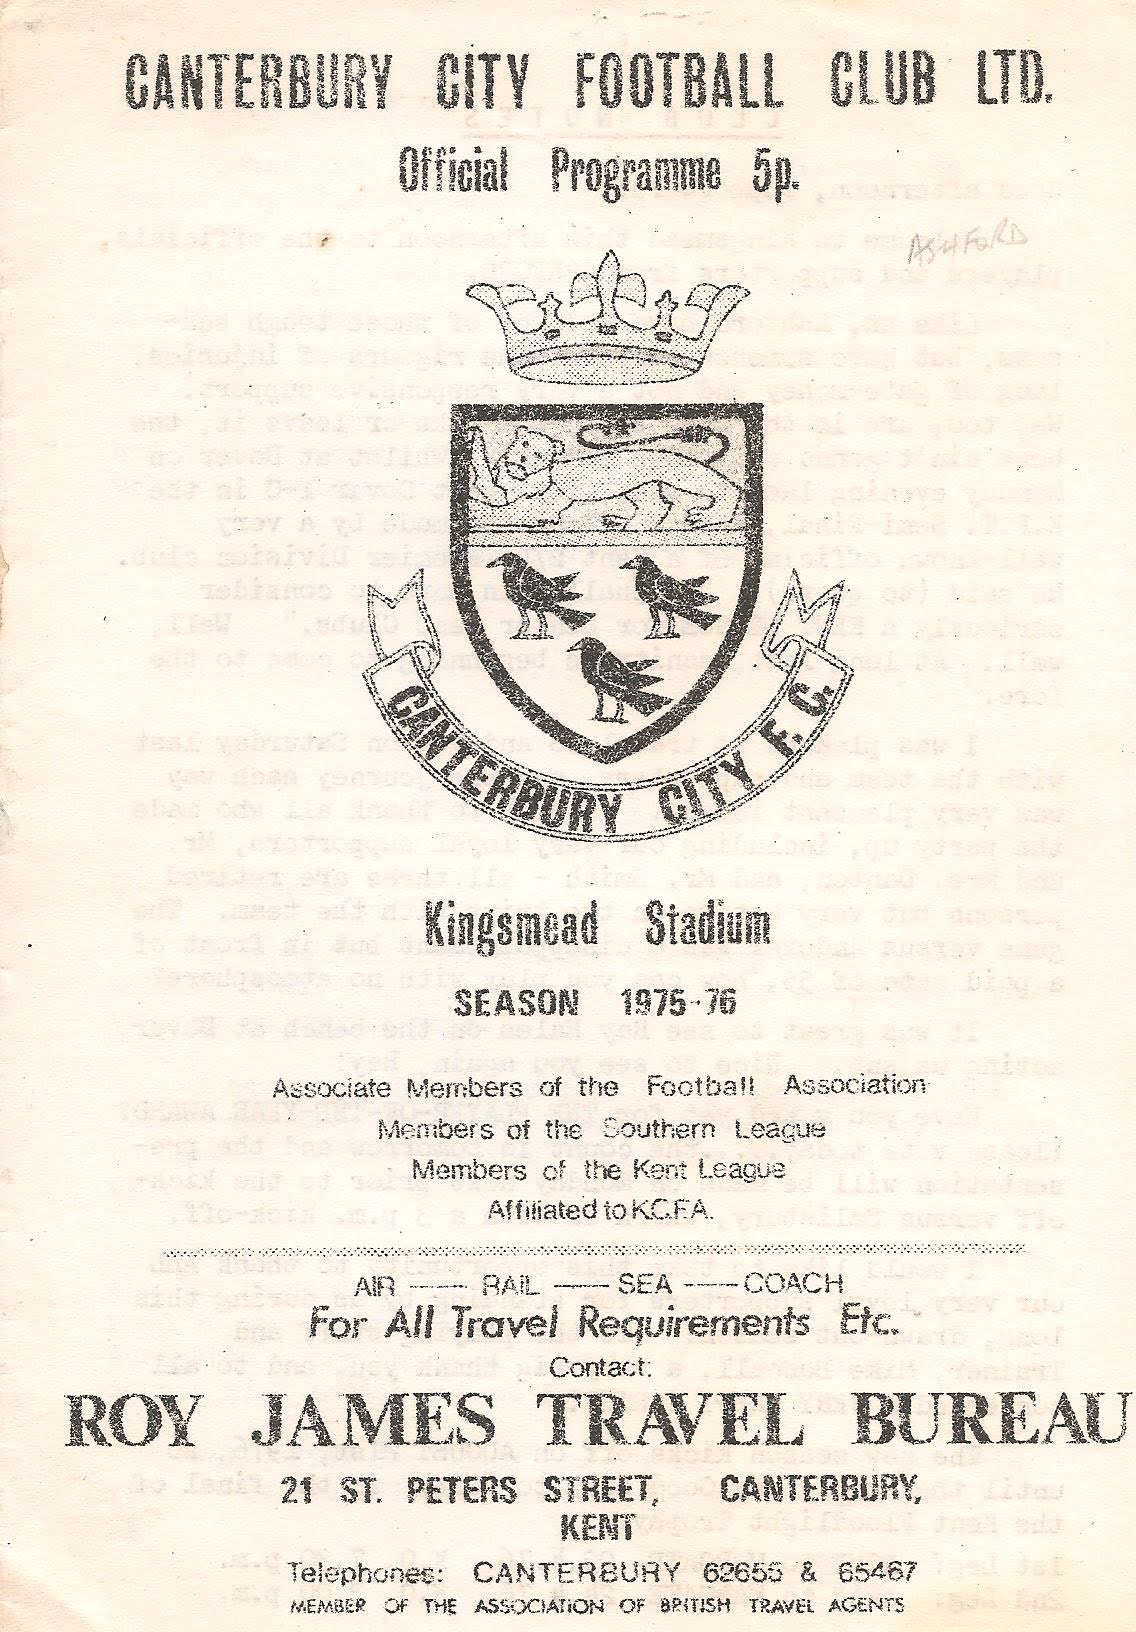 CANTERBURY CITY FOOTBALL CLUB LTD.
Official Programme 5p.
ASHFORD
CANTERBURY CITY F.C.
Kingsmead Stadium
SEASON 1975-76
Associate Members of the Football Association
Members of the Southern League
Members of the Kent League
Affiliated to K.C.F.A.
AIR —— RAIL —— SEA —— COACH
For All Travel Requirements Etc.
Contact:
ROY JAMES TRAVEL BUREAU
21 ST. PETERS STREET, CANTERBURY,
KENT
Telephones: CANTERBURY 62655 & 65467
MEMBER OF THE ASSOCIATION OF BRITISH TRAVEL AGENTS